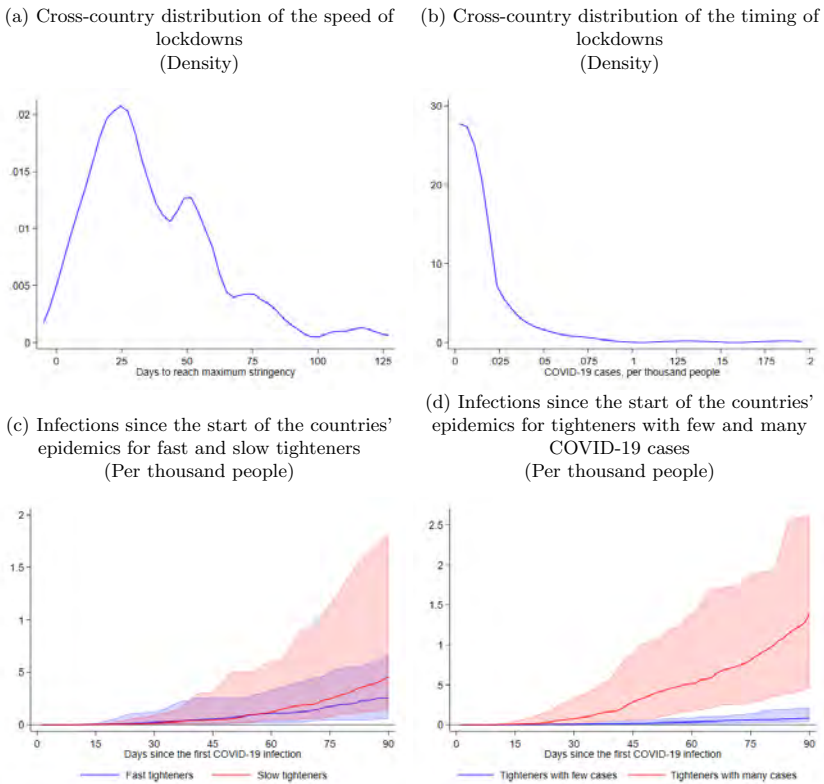 (a) Cross-country distribution of the speed of
lockdowns
(Density)
.02
.015
.01
.005
0
0 25 50 75 100 125
Days to reach maximum stringency
(b) Cross-country distribution of the timing of
lockdowns
(Density)
30
20
10
0
0 .025 .05 .075 .1 .125 .15 .175 .2
COVID-19 cases, per thousand people
(c) Infections since the start of the countries'
epidemics for fast and slow tighteners
(Per thousand people)
2
1.5
1
.5
0
0 15 30 45 60 75 90
Days since the first COVID-19 infection
Fast tighteners Slow tighteners
(d) Infections since the start of the countries'
epidemics for tighteners with few and many
COVID-19 cases
(Per thousand people)
2.5
2
1.5
1
.5
0
0 15 30 45 60 75 90
Days since the first COVID-19 infection
Tighteners with few cases Tighteners with many cases